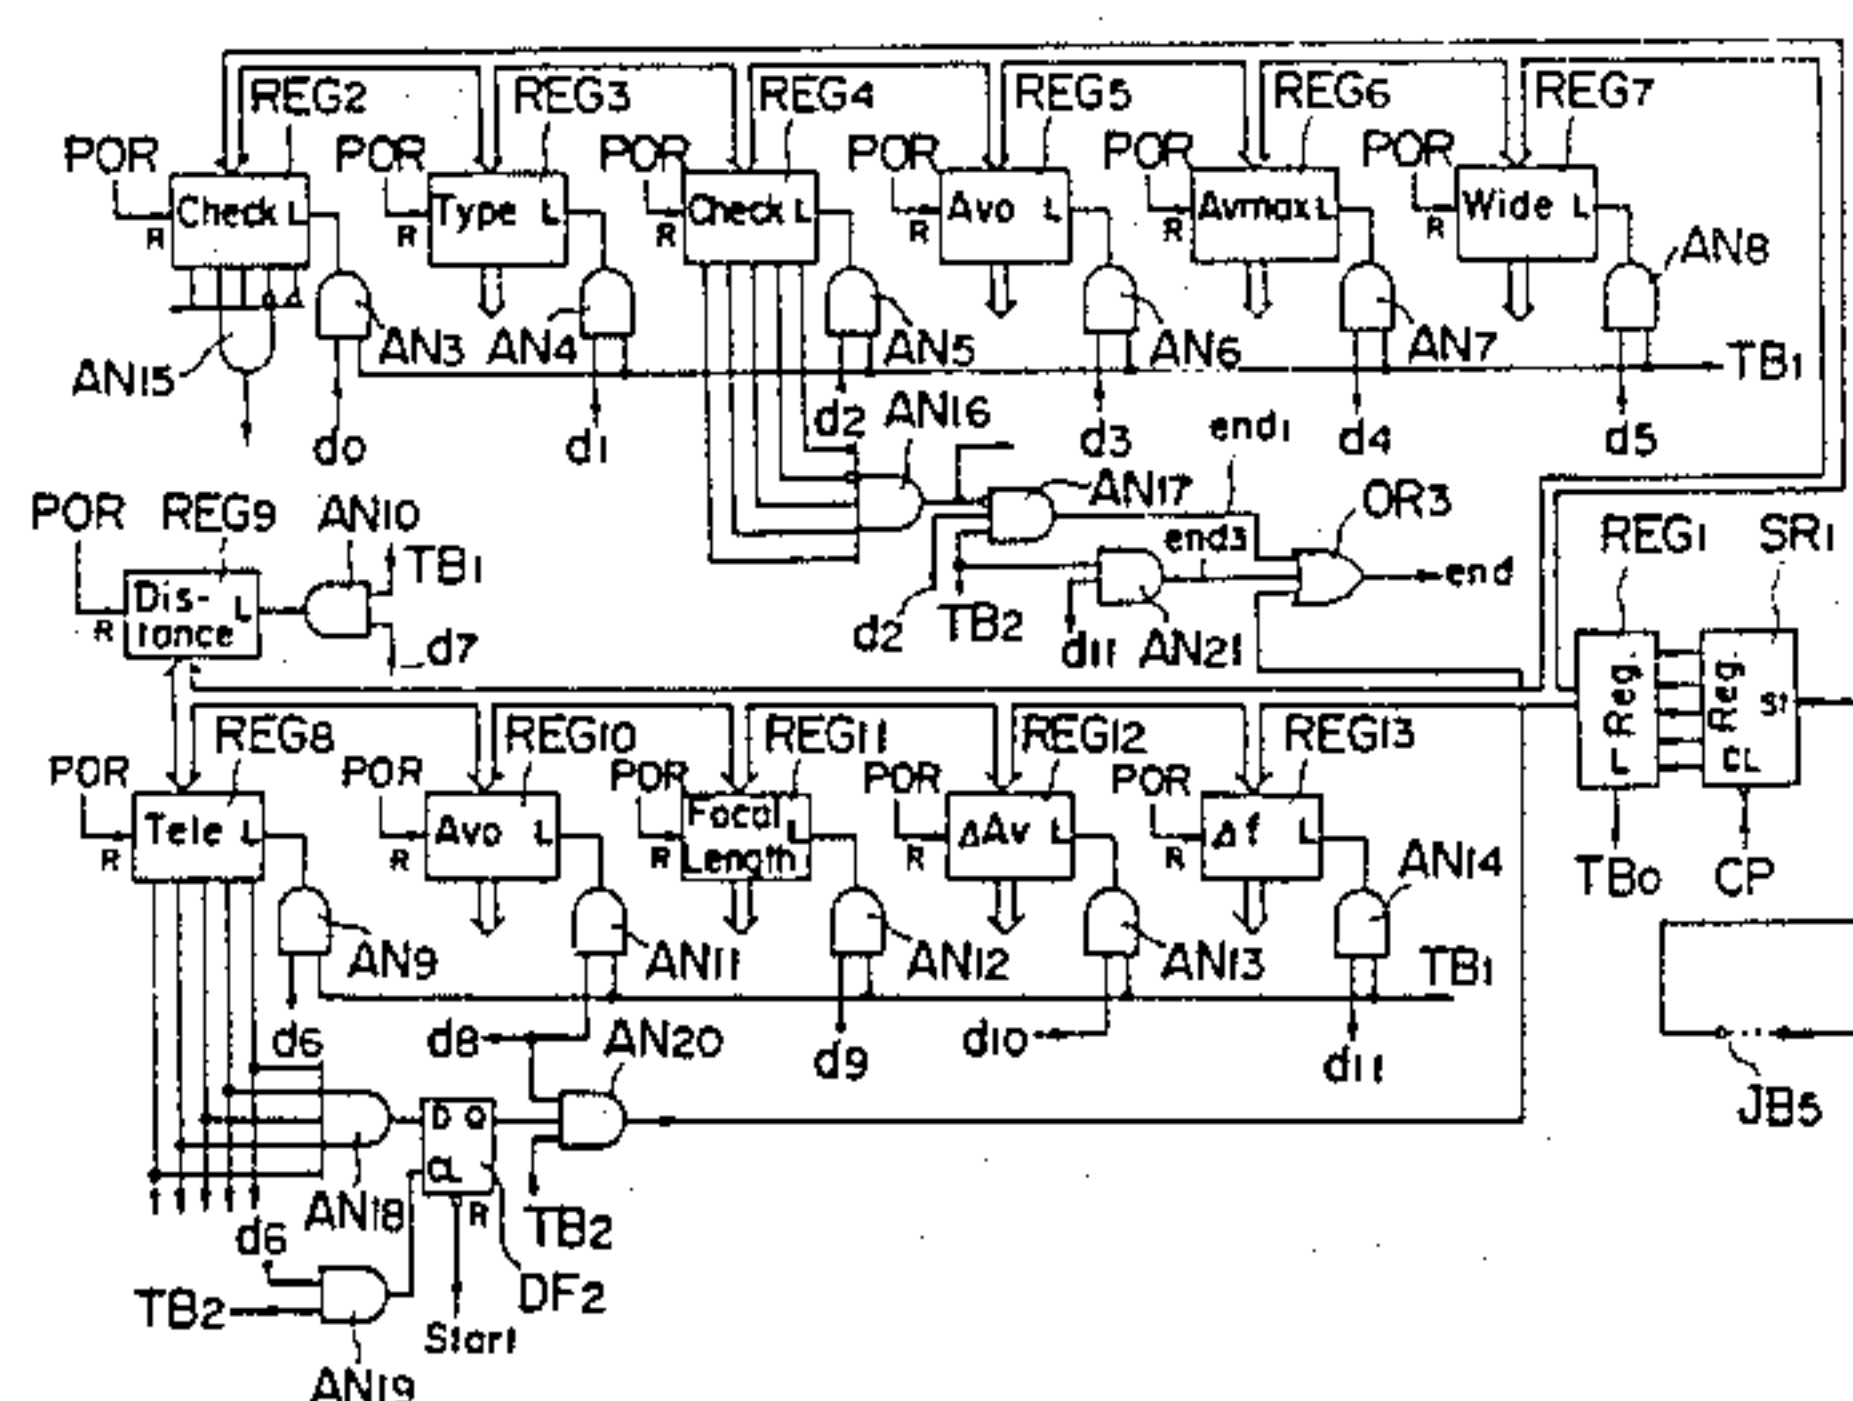 REG2 REG3 REG4 REG5 REG6 REG7
POR POR POR POR POR POR
Check L Type L Check L Avo L Avmax L Wide L
R R R R R R
AN8
AN15 AN3 AN4 AN5 AN6 AN7 TB1
d0 d1 d2 AN16 d3 end1 d4 d5
POR REG9 AN10 AN17 OR3
TB1 end3 REG1 SR1
Dis- L end
R tance d2 TB2
d7 d11 AN21
Reg. L Reg. CL St
REG8 REG10 REG11 REG12 REG13
POR POR POR POR POR
Tele L Avo L Focal L ΔAv L Δf L
R R R Length R R
AN14 TB0 CP
AN9 AN11 AN12 AN13 TB1
d6 d8 AN20 d9 d10 d11
JB5
D Q
CL
AN18 R TB2
d6
DF2
TB2 Start
AN19